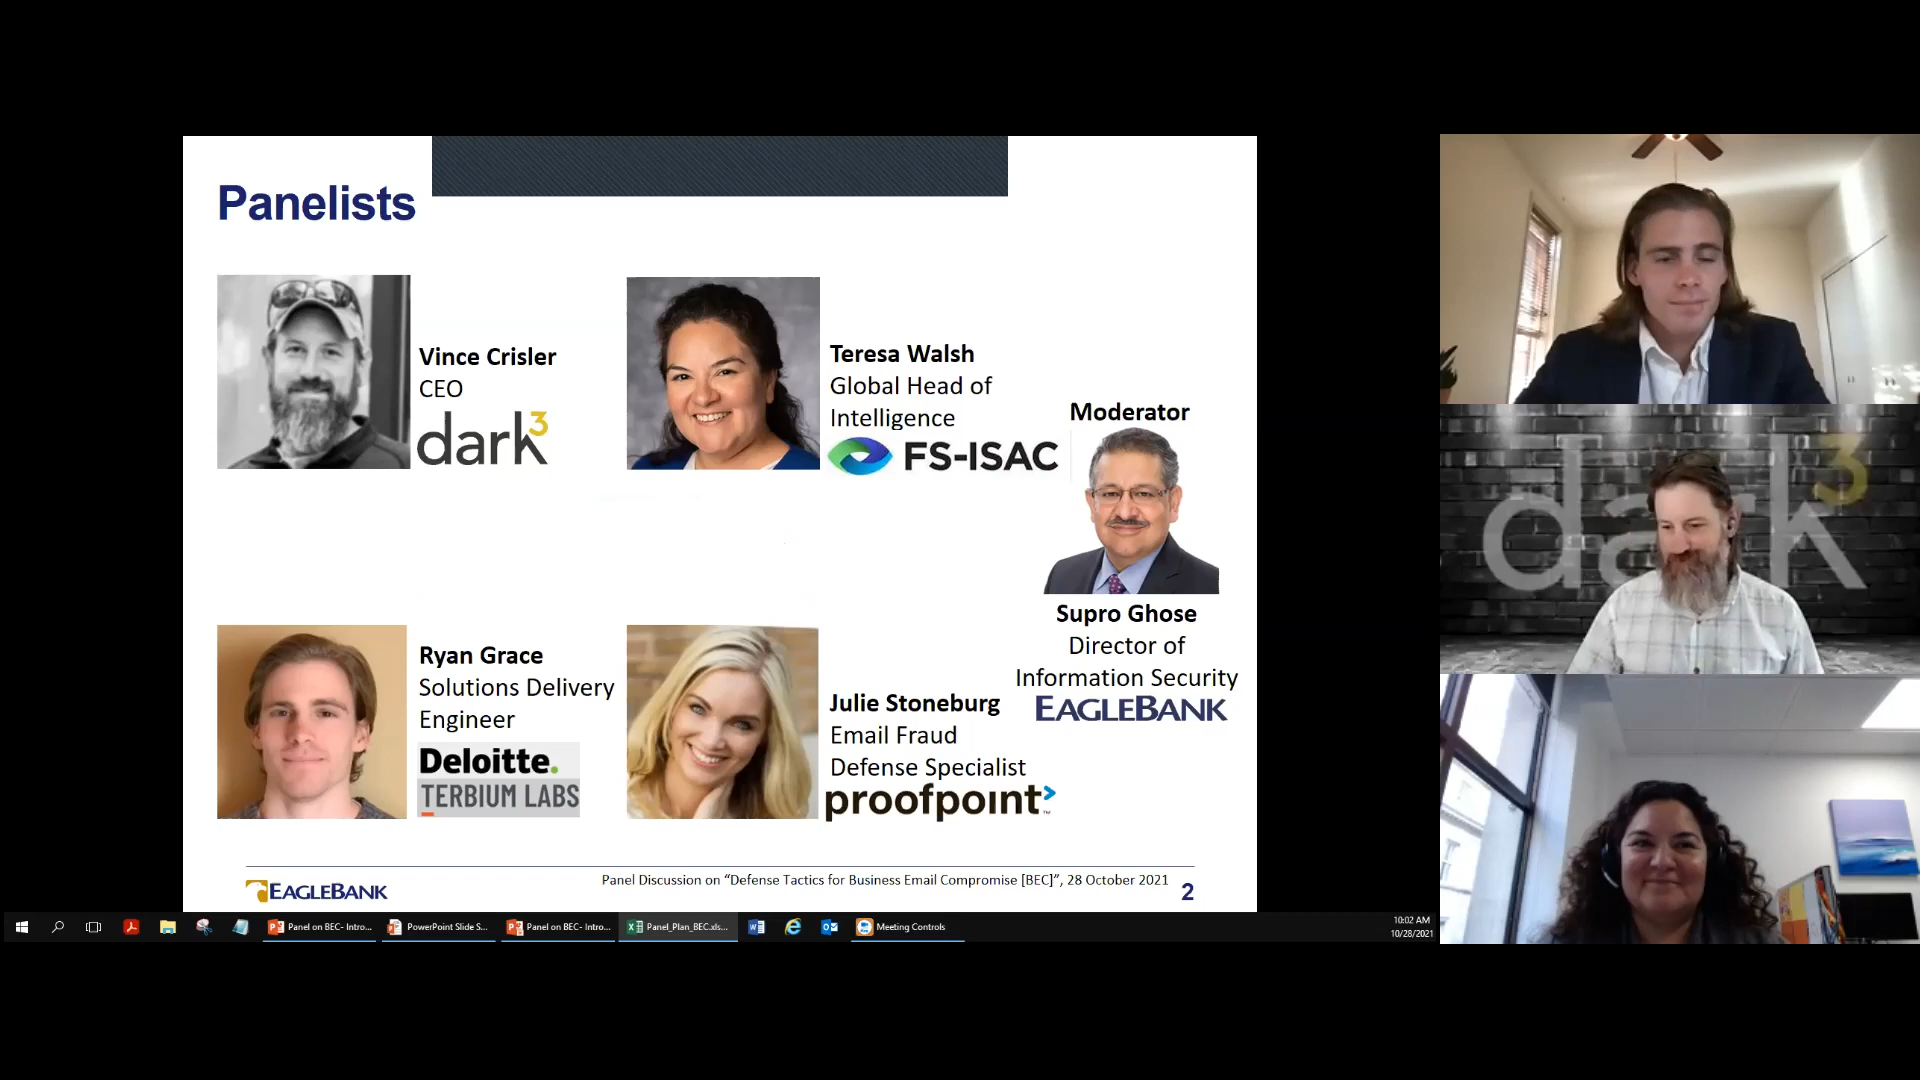 Panelists
Vince Crisler
CEO
dark3
Teresa Walsh
Global Head of
Intelligence
FS-ISAC
Moderator
Supro Ghose
Director of
Information Security
EAGLEBANK
Ryan Grace
Solutions Delivery
Engineer
Deloitte.
TERBIUM LABS
Julie Stoneburg
Email Fraud
Defense Specialist
proofpoint™
EAGLEBANK
Panel Discussion on “Defense Tactics for Business Email Compromise [BEC]”, 28 October 2021
2
Panel on BEC- Intro...
PowerPoint Slide S...
Panel on BEC- Intro...
Panel_Plan_BEC.xls...
Meeting Controls
10:02 AM
10/28/2021
dark3